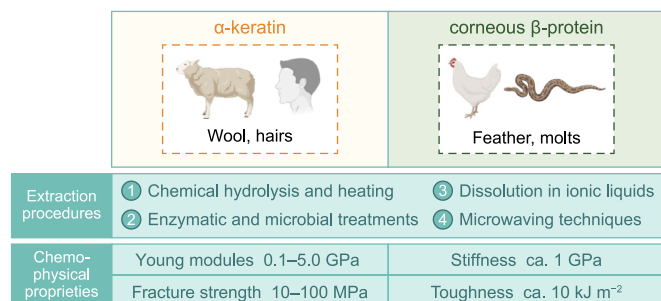 α-keratin
corneous β-protein
Wool, hairs
Feather, molts
Extraction procedures
1 Chemical hydrolysis and heating
3 Dissolution in ionic liquids
2 Enzymatic and microbial treatments
4 Microwaving techniques
Chemo-
physical
proprieties
Young modules 0.1–5.0 GPa
Stiffness ca. 1 GPa
Fracture strength 10–100 MPa
Toughness ca. 10 kJ m⁻²